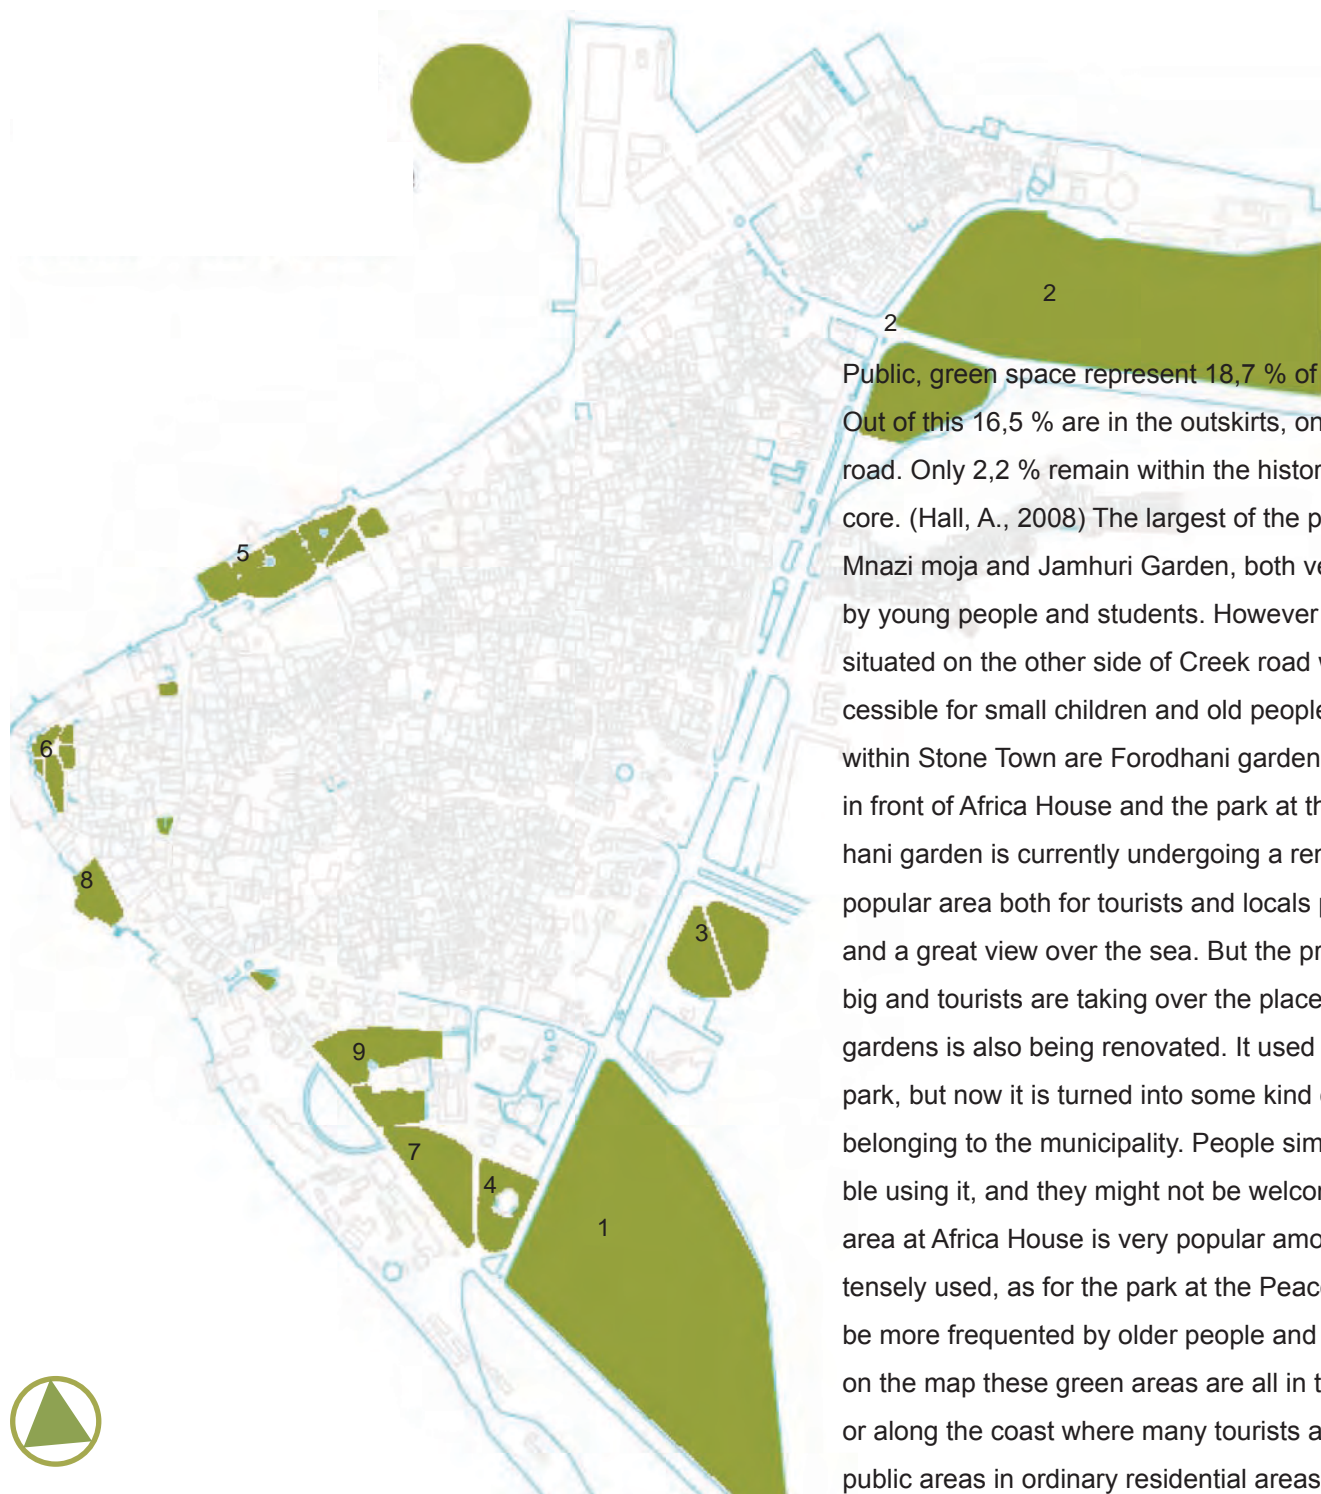 2
2
Public, green space represent 18,7 % of
Out of this 16,5 % are in the outskirts, on
road. Only 2,2 % remain within the histor
core. (Hall, A., 2008) The largest of the p
Mnazi moja and Jamhuri Garden, both ve
by young people and students. However
situated on the other side of Creek road w
cessible for small children and old people
within Stone Town are Forodhani garden
in front of Africa House and the park at th
hani garden is currently undergoing a ren
popular area both for tourists and locals p
and a great view over the sea. But the pr
big and tourists are taking over the place
gardens is also being renovated. It used
park, but now it is turned into some kind o
belonging to the municipality. People sim
ble using it, and they might not be welcom
area at Africa House is very popular amo
tensely used, as for the park at the Peac
be more frequented by older people and
on the map these green areas are all in t
or along the coast where many tourists a
public areas in ordinary residential areas
5
6
8
3
9
7
4
1